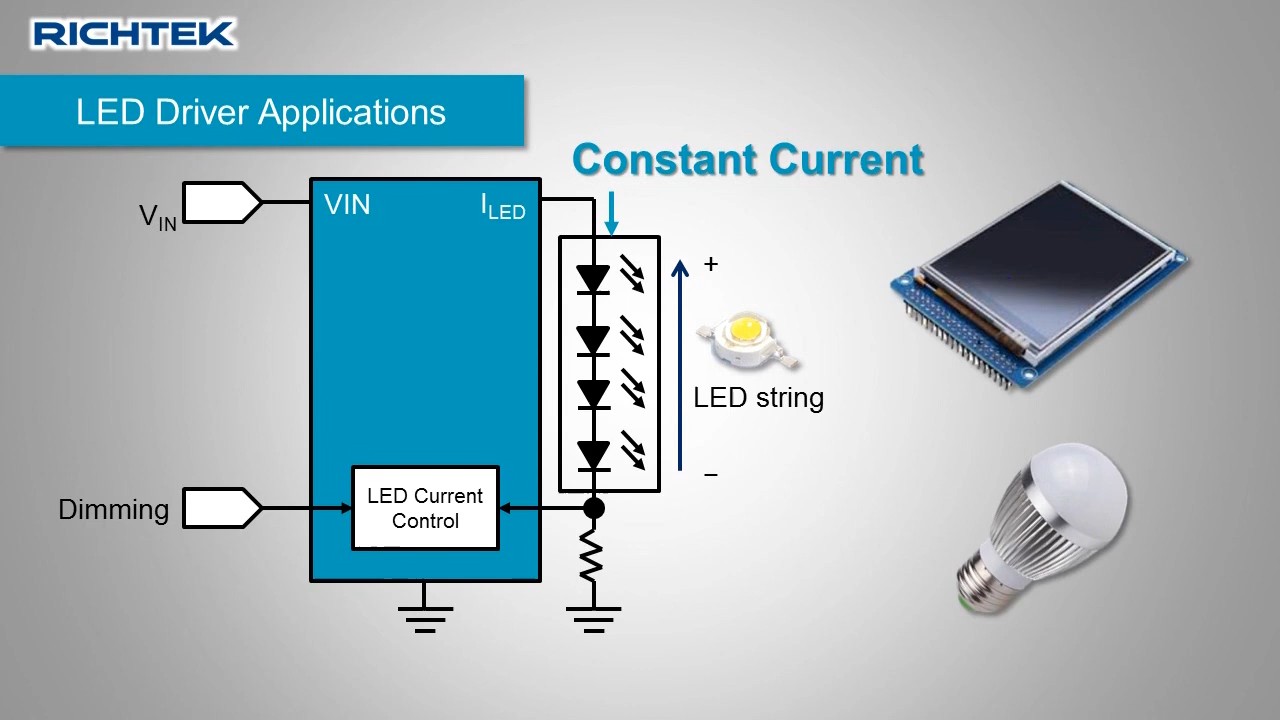 RICHTEK
LED Driver Applications
Constant Current
VIN
VIN
ILED
+
LED string
−
Dimming
LED Current
Control